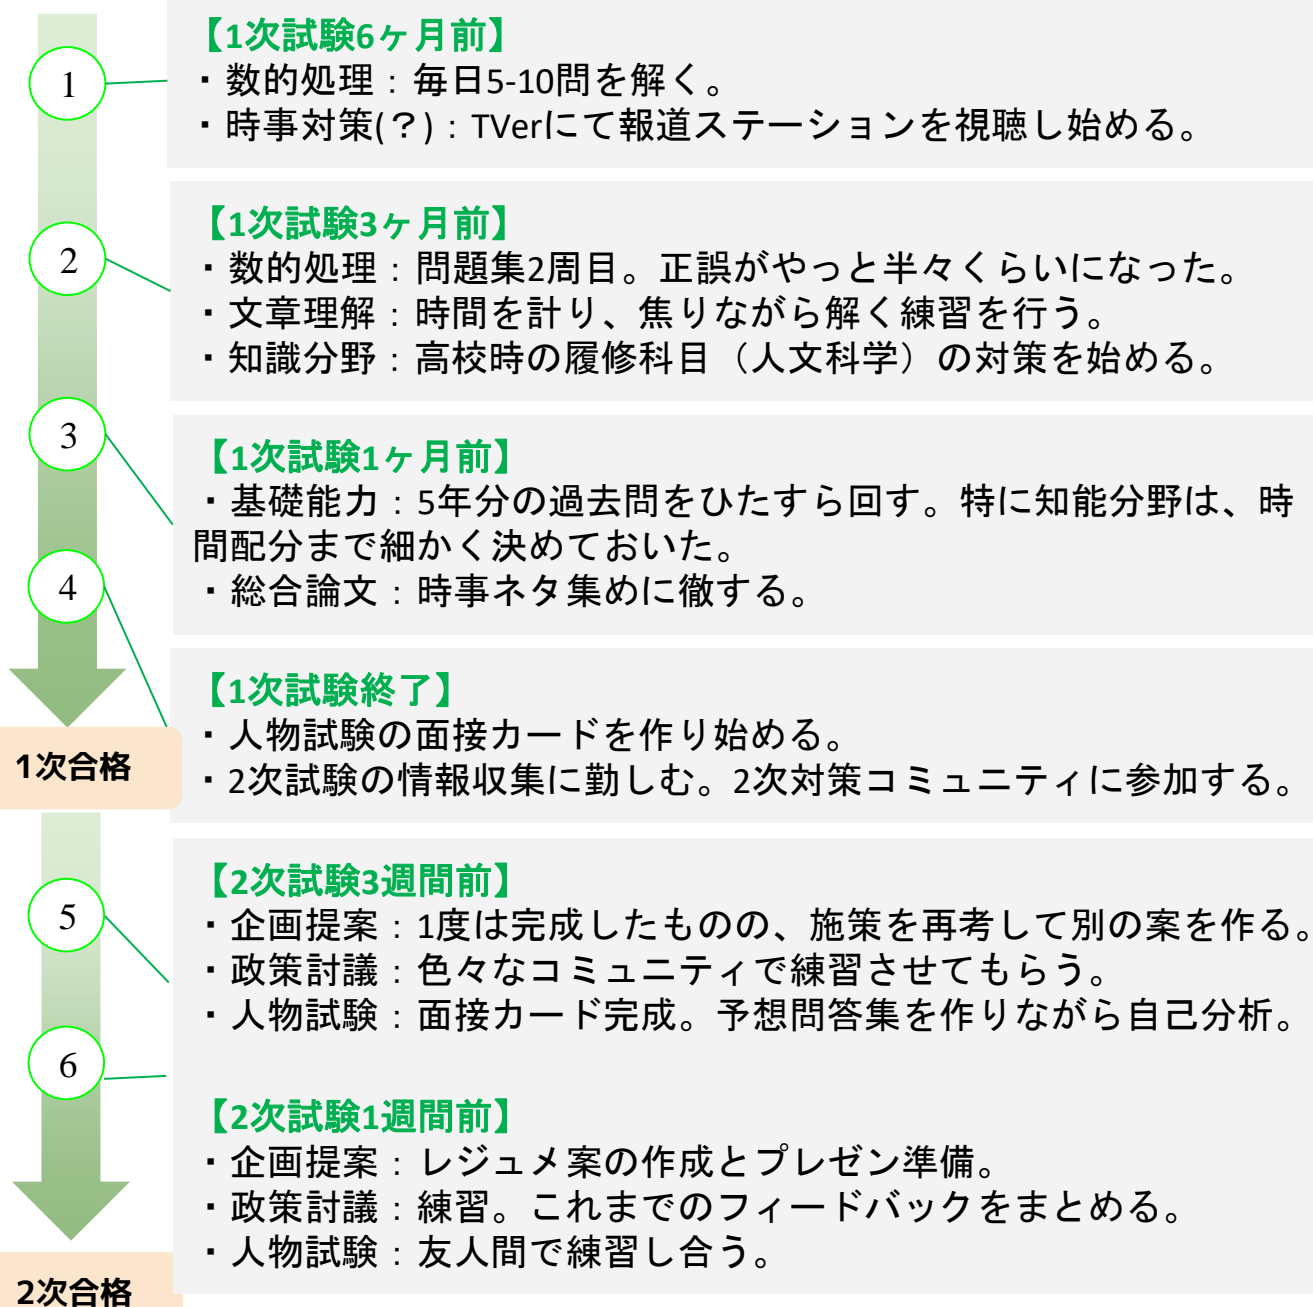 1
【1次試験6ヶ月前】
・数的処理：毎日5-10問を解く。
・時事対策(？)：TVerにて報道ステーションを視聴し始める。
2
【1次試験3ヶ月前】
・数的処理：問題集2周目。正誤がやっと半々くらいになった。
・文章理解：時間を計り、焦りながら解く練習を行う。
・知識分野：高校時の履修科目（人文科学）の対策を始める。
3
【1次試験1ヶ月前】
・基礎能力：5年分の過去問をひたすら回す。特に知能分野は、時
間配分まで細かく決めておいた。
・総合論文：時事ネタ集めに徹する。
4
【1次試験終了】
・人物試験の面接カードを作り始める。
・2次試験の情報収集に勤しむ。2次対策コミュニティに参加する。
1次合格
5
【2次試験3週間前】
・企画提案：1度は完成したものの、施策を再考して別の案を作る。
・政策討議：色々なコミュニティで練習させてもらう。
・人物試験：面接カード完成。予想問答集を作りながら自己分析。
6
【2次試験1週間前】
・企画提案：レジュメ案の作成とプレゼン準備。
・政策討議：練習。これまでのフィードバックをまとめる。
・人物試験：友人間で練習し合う。
2次合格